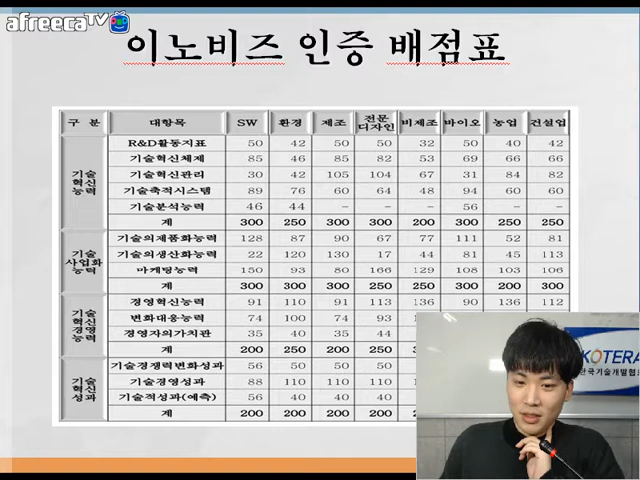 afreecaTV
이노비즈 인증 배점표
구 분 대항목 SW 환경 제조 전문 디자인 비제조 바이오 농업 건설업
기술 혁신 능력
R&D활동지표 50 42 50 50 32 50 40 42
기술혁신체제 85 46 85 82 53 69 66 66
기술혁신관리 30 42 105 104 67 31 84 82
기술축적시스템 89 76 60 64 48 94 60 60
기술분석능력 46 44 - - - 56 - -
계 300 250 300 300 200 300 250 250
기술 사업화 능력
기술의제품화능력 128 87 90 67 77 111 52 81
기술의생산화능력 22 120 130 17 44 81 45 113
마케팅능력 150 93 80 166 129 108 103 106
계 300 300 300 250 250 300 200 300
기술 혁신 경영 능력
경영혁신능력 91 110 91 113 136 90 136 112
변화대응능력 74 100 74 93
경영자의가치관 35 40 35 44
계 200 250 200 250
기술 혁신 성과
기술경쟁력변화성과 56 50 50 50
기술경영성과 88 110 110 110
기술적성과(예측) 56 40 40 40
계 200 200 200 200
KOTERA
한국기술개발협